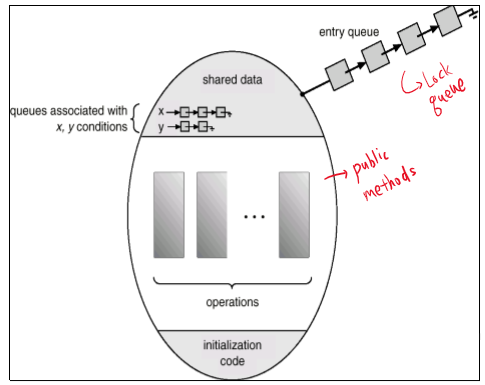 entry queue
Lock
queue
shared data
queues associated with
x, y conditions
x
y
public
methods
...
operations
initialization
code